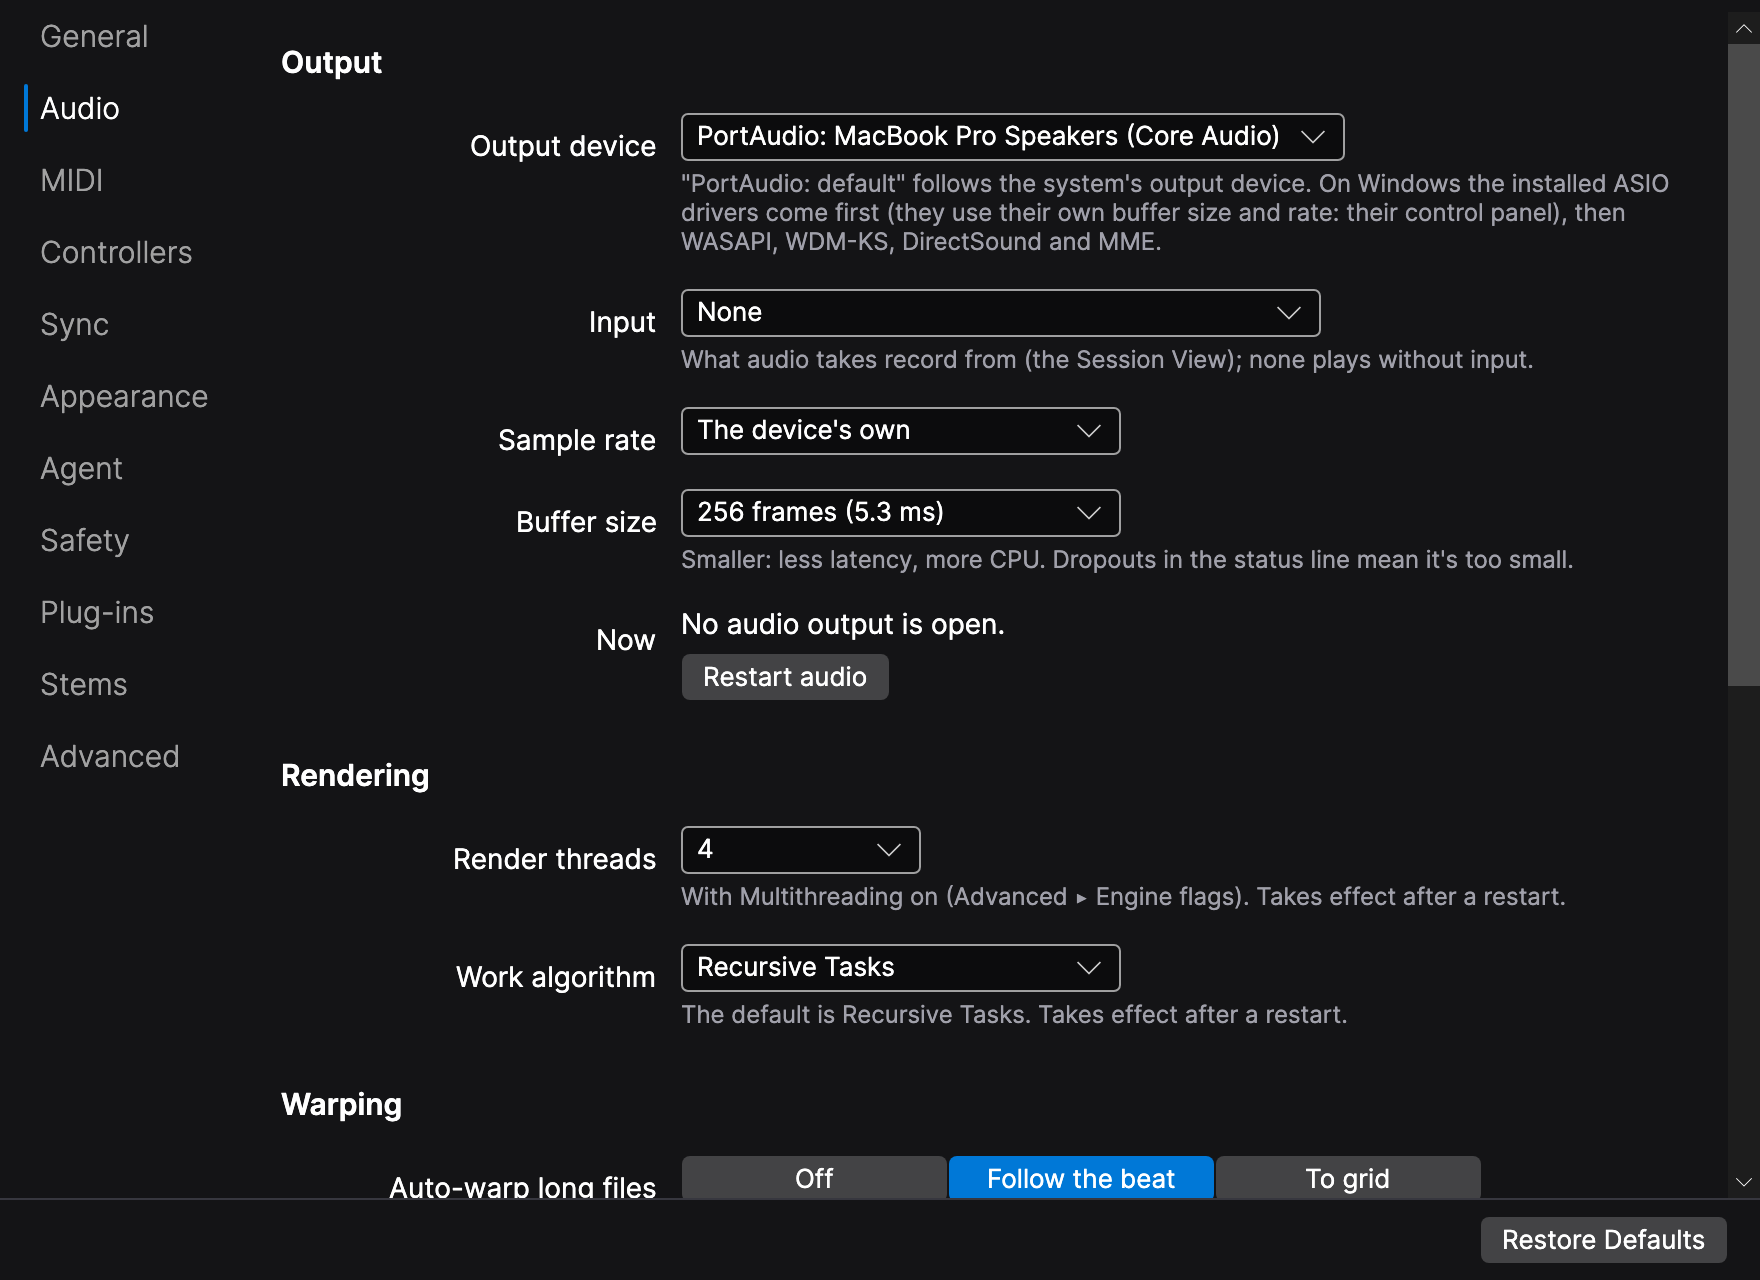 General
Audio
MIDI
Controllers
Sync
Appearance
Agent
Safety
Plug-ins
Stems
Advanced
Output
Output device
PortAudio: MacBook Pro Speakers (Core Audio)
"PortAudio: default" follows the system's output device. On Windows the installed ASIO
drivers come first (they use their own buffer size and rate: their control panel), then
WASAPI, WDM-KS, DirectSound and MME.
Input
None
What audio takes record from (the Session View); none plays without input.
Sample rate
The device's own
Buffer size
256 frames (5.3 ms)
Smaller: less latency, more CPU. Dropouts in the status line mean it's too small.
Now
No audio output is open.
Restart audio
Rendering
Render threads
4
With Multithreading on (Advanced ▸ Engine flags). Takes effect after a restart.
Work algorithm
Recursive Tasks
The default is Recursive Tasks. Takes effect after a restart.
Warping
Auto-warp long files
Off
Follow the beat
To grid
Restore Defaults